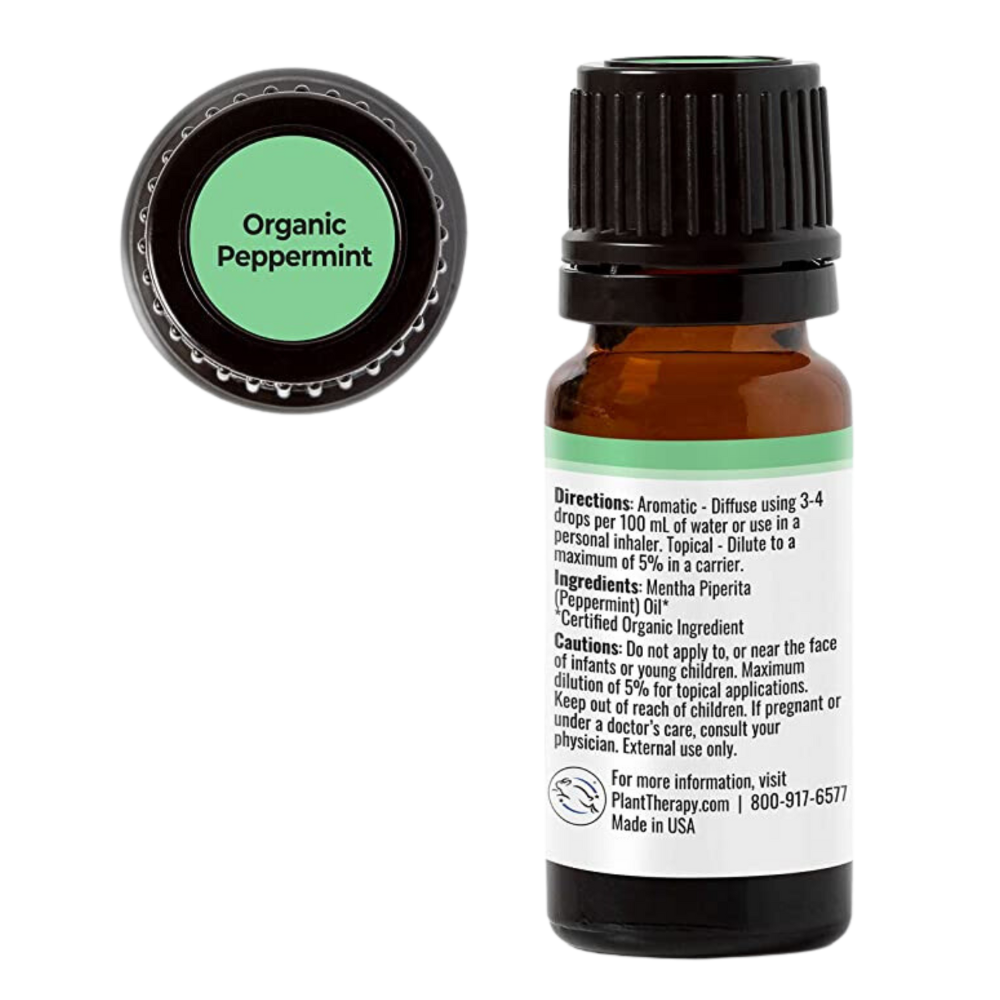 Organic
Peppermint
Directions: Aromatic - Diffuse using 3-4
drops per 100 mL of water or use in a
personal inhaler. Topical - Dilute to a
maximum of 5% in a carrier.
Ingredients: Mentha Piperita
(Peppermint) Oil*
*Certified Organic Ingredient
Cautions: Do not apply to, or near the face
of infants or young children. Maximum
dilution of 5% for topical applications.
Keep out of reach of children. If pregnant or
under a doctor's care, consult your
physician. External use only.
For more information, visit
PlantTherapy.com | 800-917-6577
Made in USA